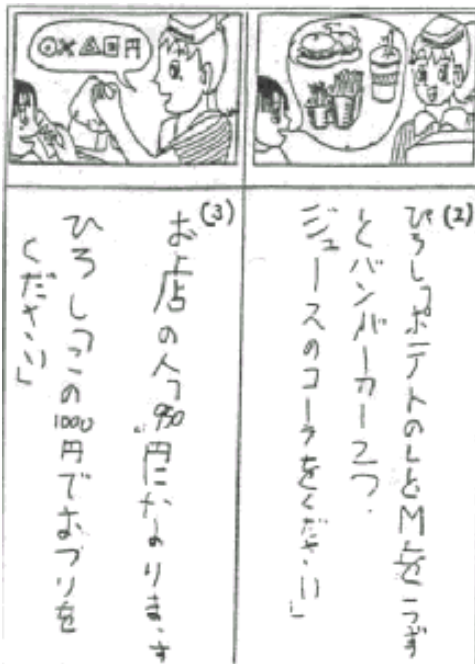 (2)
ひろし「ポテトのLとMを一つず
とバンバーカー2つ.
ジュースのコーラをください」
(3)
お店の人「950円になります
ひろし「この1000円でおつりを
ください」
○×△□円